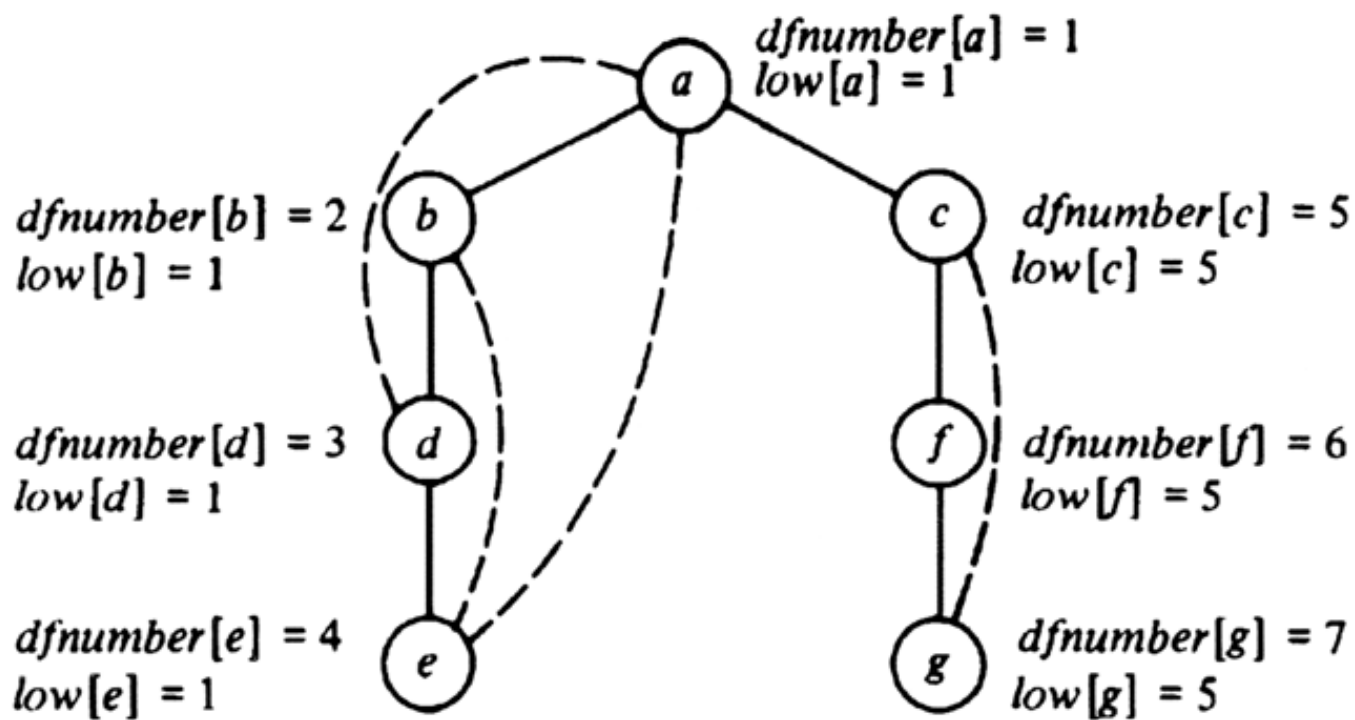 dfnumber[a] = 1
low[a] = 1
a
dfnumber[b] = 2
low[b] = 1
b
c
dfnumber[c] = 5
low[c] = 5
dfnumber[d] = 3
low[d] = 1
d
f
dfnumber[f] = 6
low[f] = 5
dfnumber[e] = 4
low[e] = 1
e
g
dfnumber[g] = 7
low[g] = 5